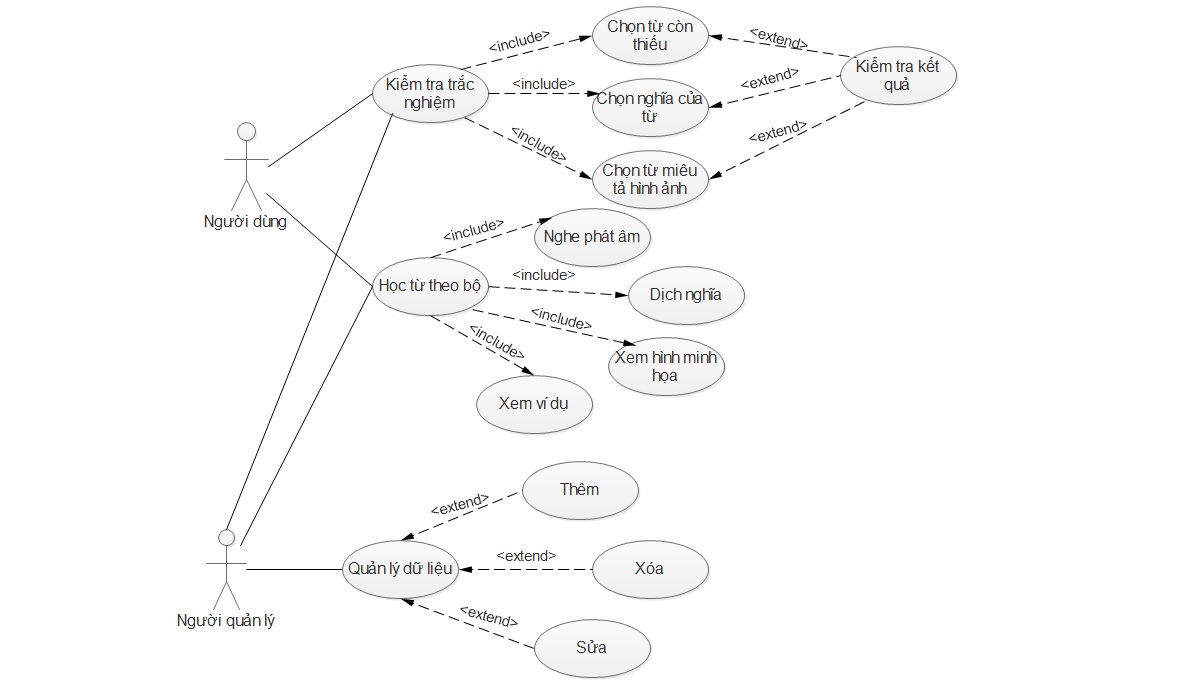 Chọn từ còn
thiếu
<include>
<extend>
Kiểm tra trắc
nghiệm
<include>
Chọn nghĩa của
từ
<extend>
Kiểm tra kết
quả
<include>
Chọn từ miêu
tả hình ảnh
<extend>
Người dùng
<include>
Nghe phát âm
Học từ theo bộ
<include>
Dịch nghĩa
<include>
Xem hình minh
họa
<include>
Xem ví dụ
<extend>
Thêm
Quản lý dữ liệu
<extend>
Xóa
Người quản lý
<extend>
Sửa